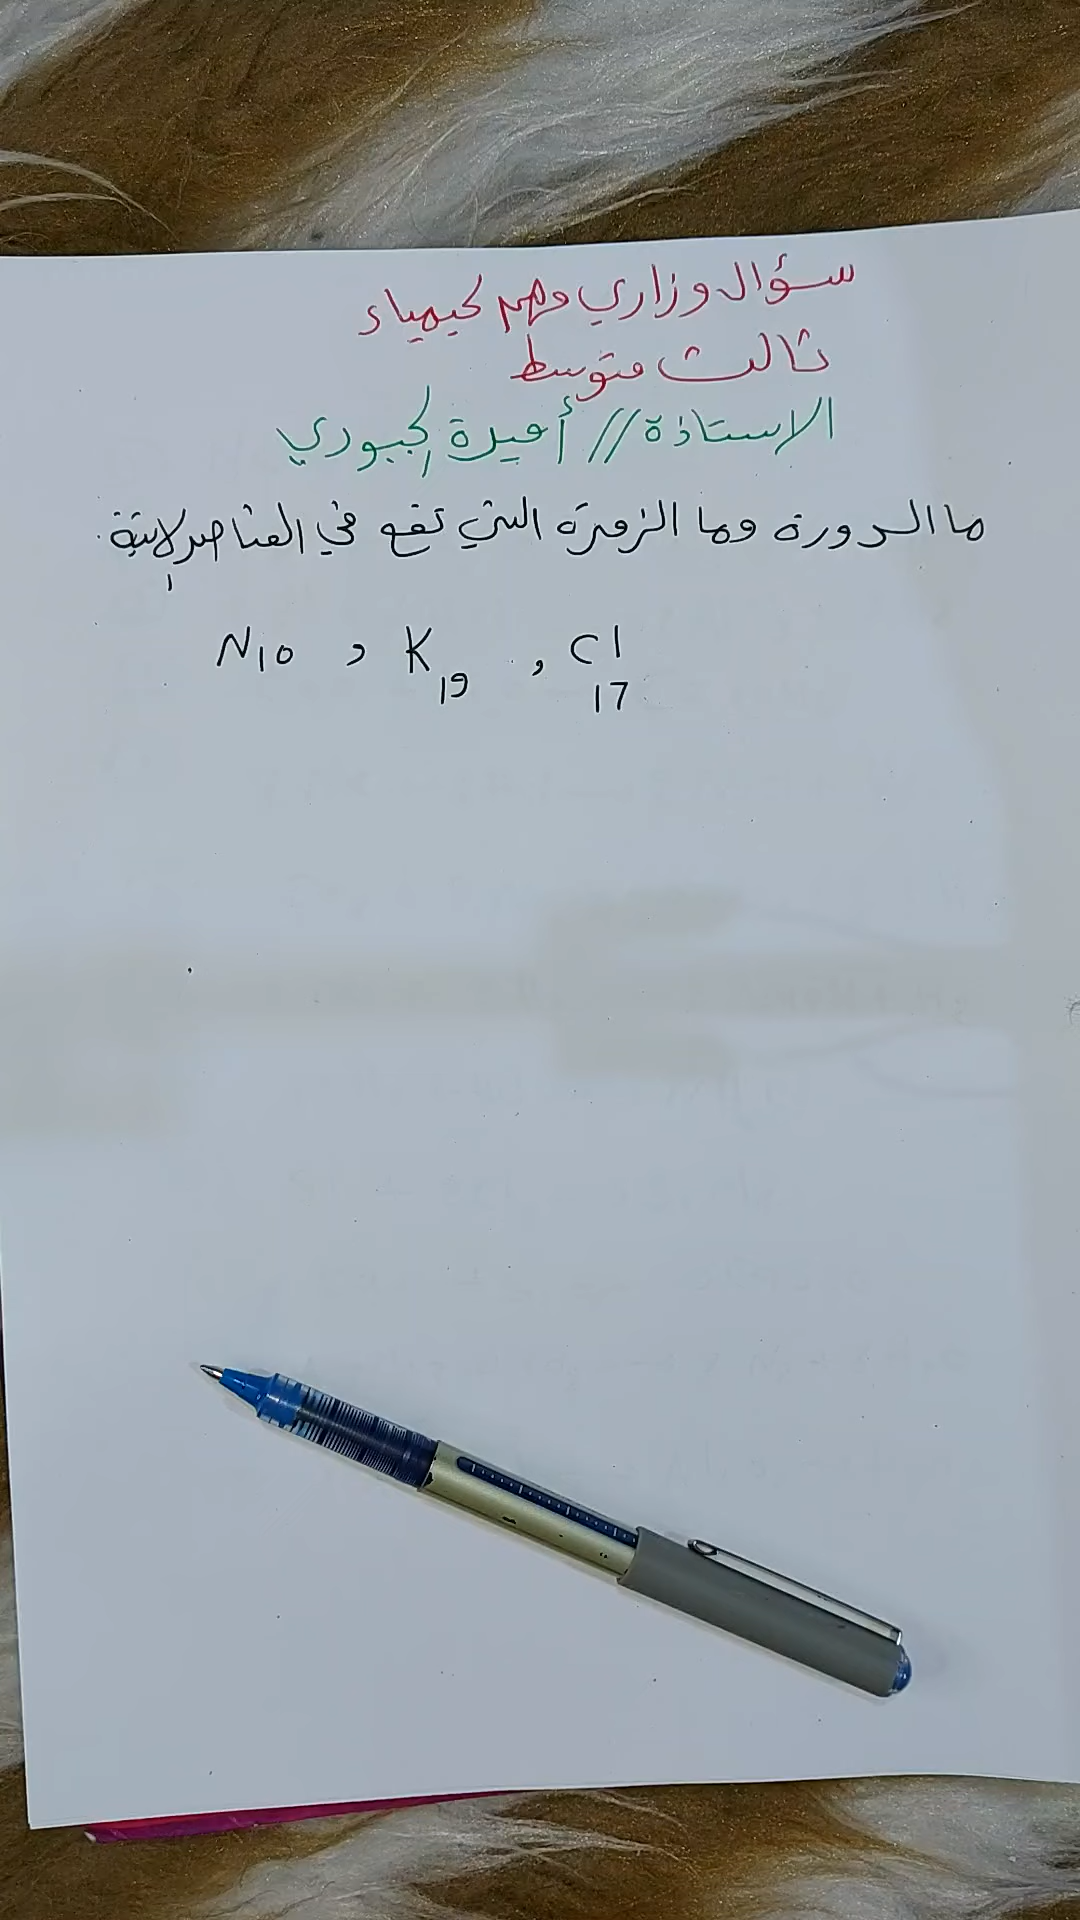 سؤال وزاري مهم كيمياء
ثالث متوسط
الاستاذة // أميرة الجبوري
ما الدورة وما الزمرة التي تقع في العناصر الاتية
N10 , K19 , Cl17